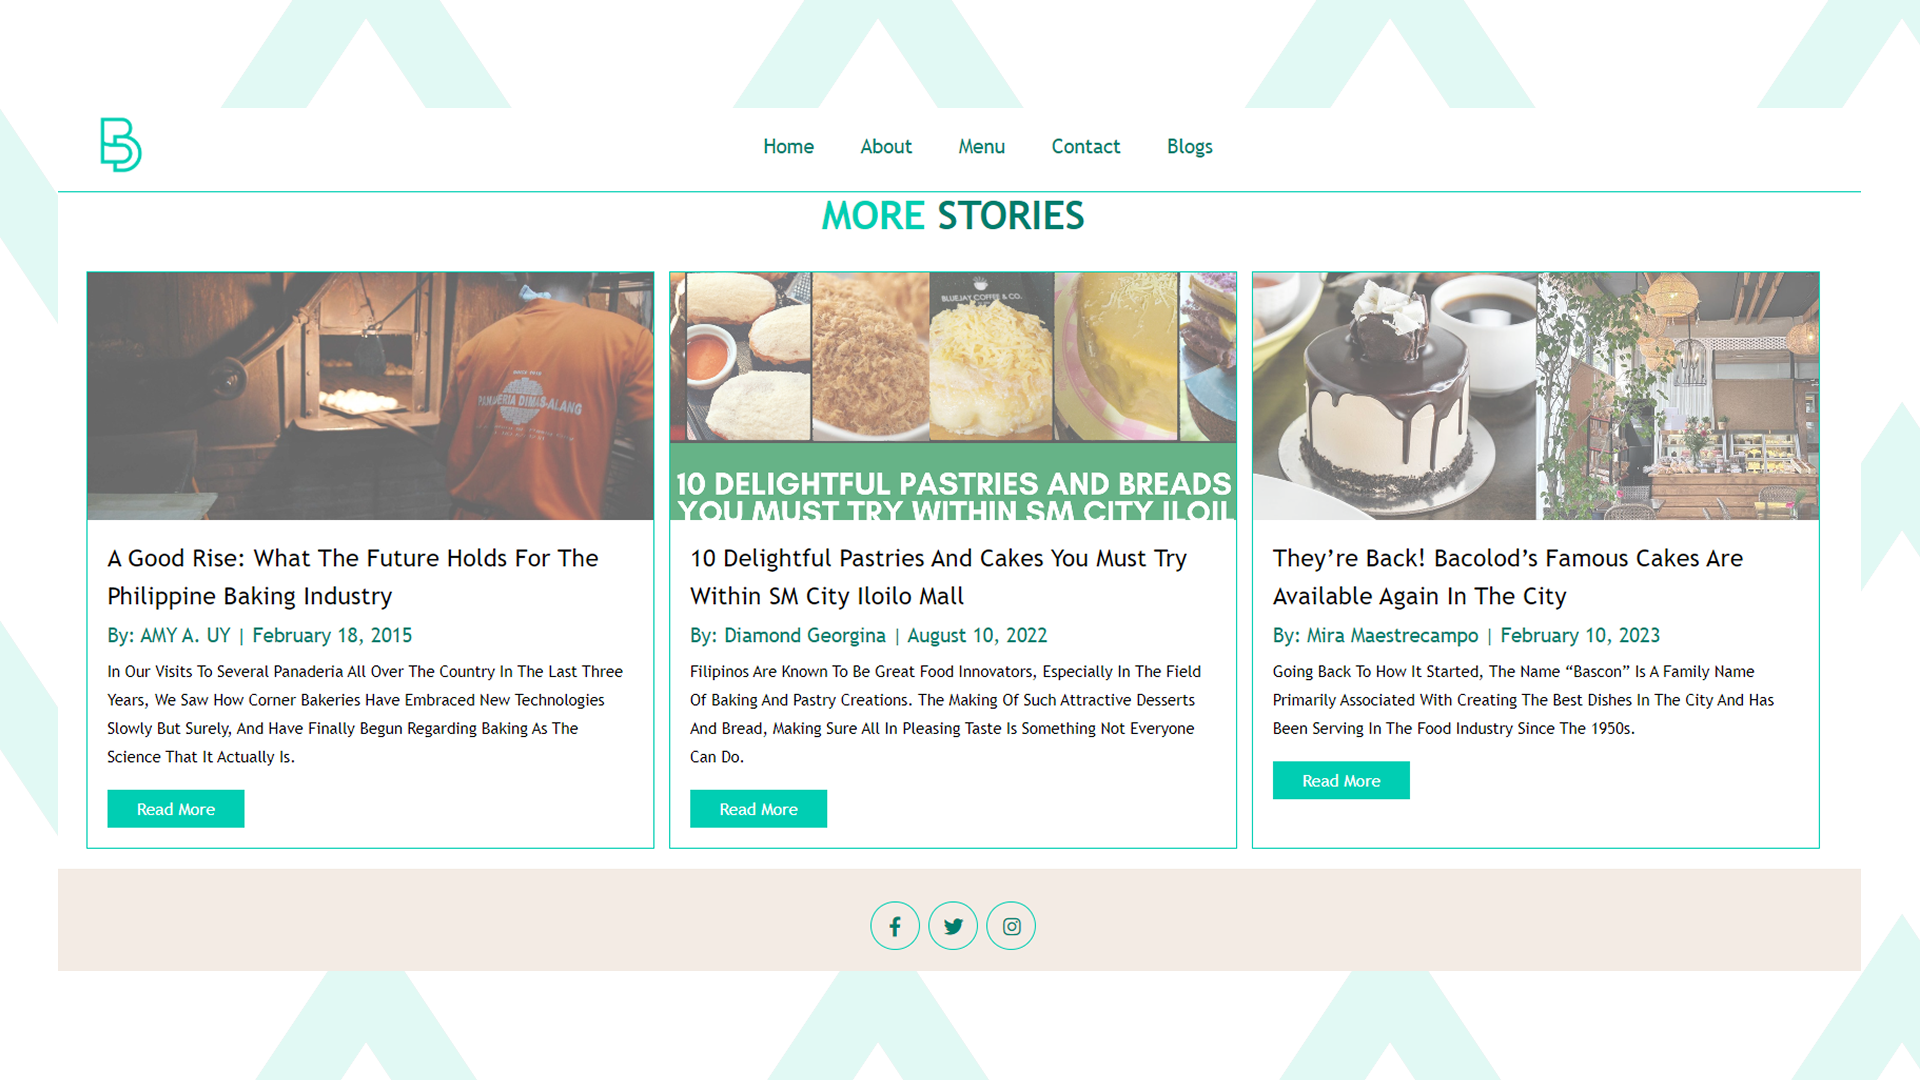 B
Home About Menu Contact Blogs
MORE STORIES
PANADERIA DIMAS-ALANG
BLUEJAY COFFEE & CO.
10 DELIGHTFUL PASTRIES AND BREADS
YOU MUST TRY WITHIN SM CITY ILOIL
A Good Rise: What The Future Holds For The
Philippine Baking Industry
By: AMY A. UY | February 18, 2015
In Our Visits To Several Panaderia All Over The Country In The Last Three
Years, We Saw How Corner Bakeries Have Embraced New Technologies
Slowly But Surely, And Have Finally Begun Regarding Baking As The
Science That It Actually Is.
Read More
10 Delightful Pastries And Cakes You Must Try
Within SM City Iloilo Mall
By: Diamond Georgina | August 10, 2022
Filipinos Are Known To Be Great Food Innovators, Especially In The Field
Of Baking And Pastry Creations. The Making Of Such Attractive Desserts
And Bread, Making Sure All In Pleasing Taste Is Something Not Everyone
Can Do.
Read More
They’re Back! Bacolod’s Famous Cakes Are
Available Again In The City
By: Mira Maestrecampo | February 10, 2023
Going Back To How It Started, The Name “Bascon” Is A Family Name
Primarily Associated With Creating The Best Dishes In The City And Has
Been Serving In The Food Industry Since The 1950s.
Read More